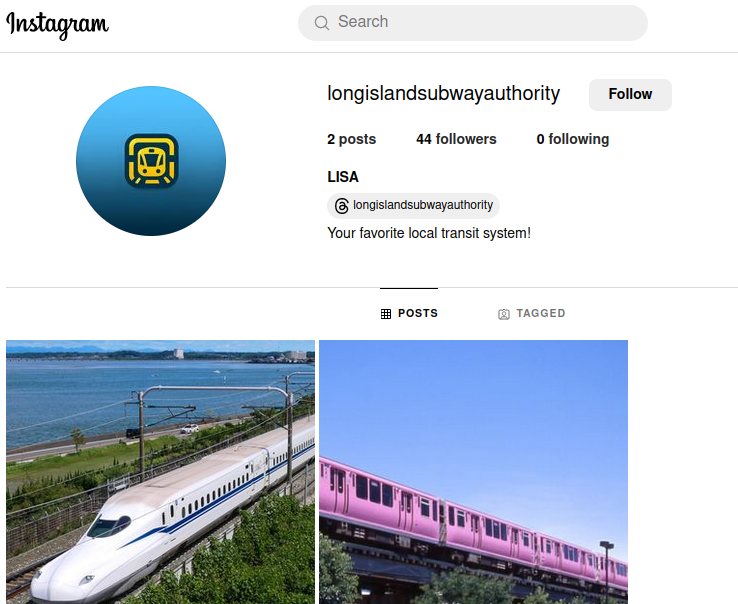 Instagram
Search
longislandsubwayauthority Follow
2 posts 44 followers 0 following
LISA
longislandsubwayauthority
Your favorite local transit system!
POSTS TAGGED